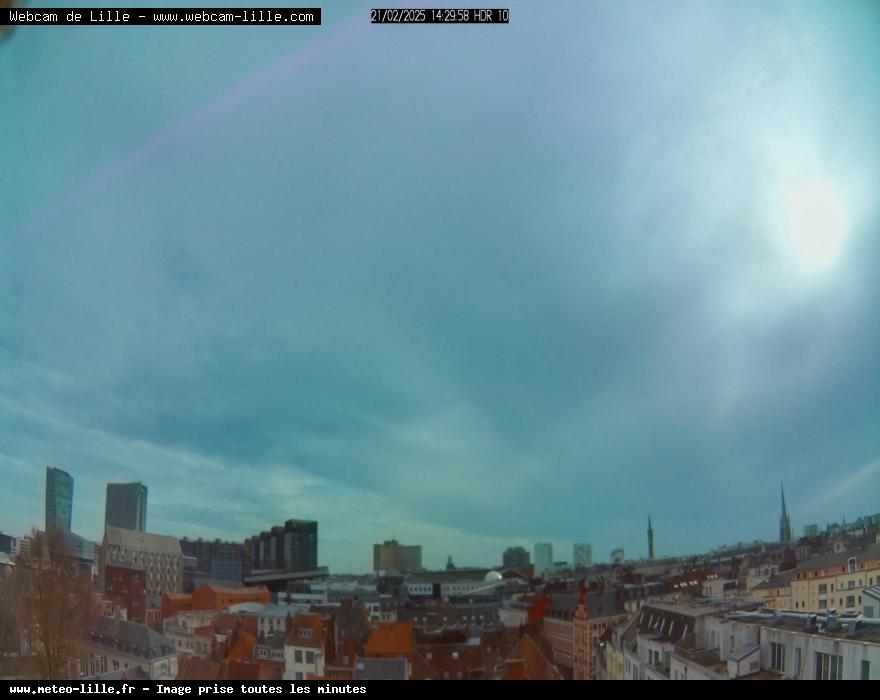 Webcam de Lille - www.webcam-lille.com
21/02/2025 14:29:58 HDR 10
www.meteo-lille.fr - Image prise toutes les minutes